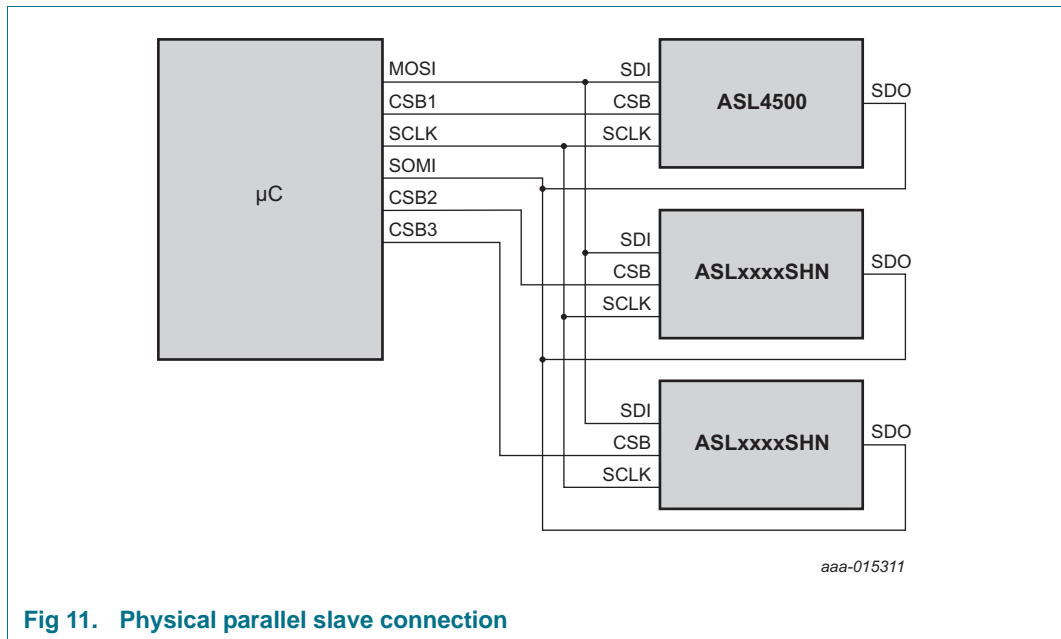 MOSI
CSB1
SCLK
SOMI
CSB2
CSB3
µC
SDI
CSB
SCLK
ASL4500
SDO
SDI
CSB
SCLK
ASLxxxxSHN
SDO
SDI
CSB
SCLK
ASLxxxxSHN
SDO
aaa-015311
Fig 11. Physical parallel slave connection